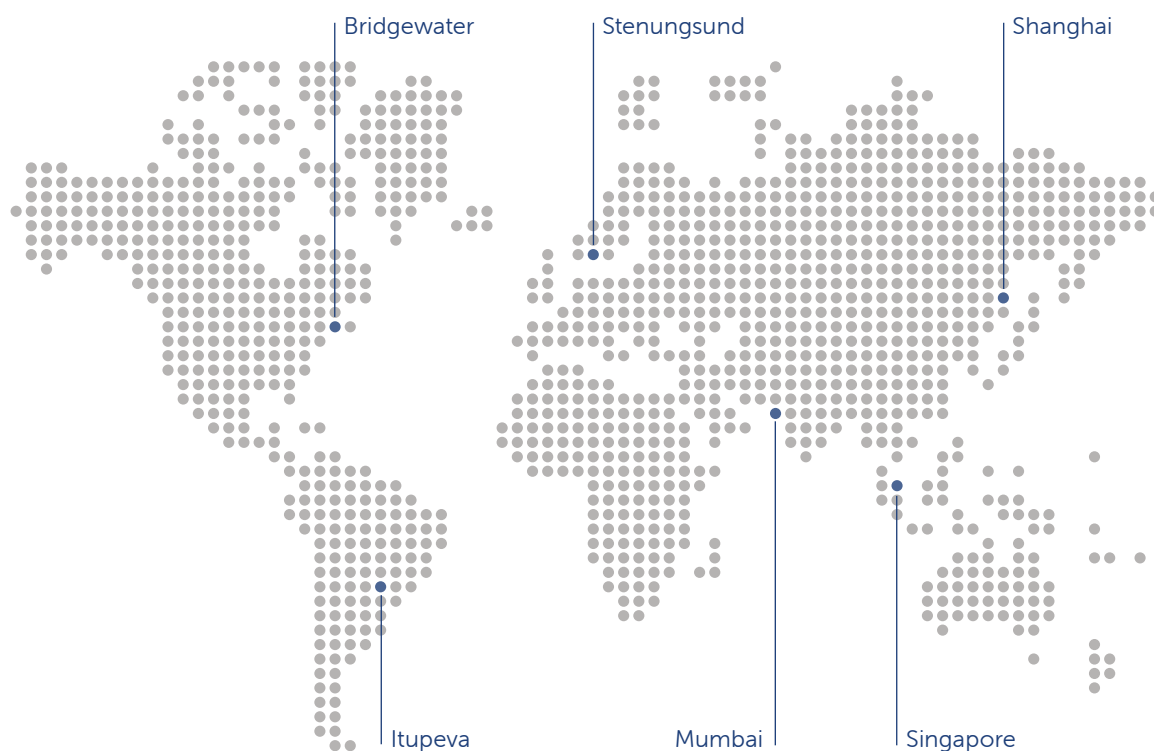 Bridgewater
Stenungsund
Shanghai
Itupeva
Mumbai
Singapore